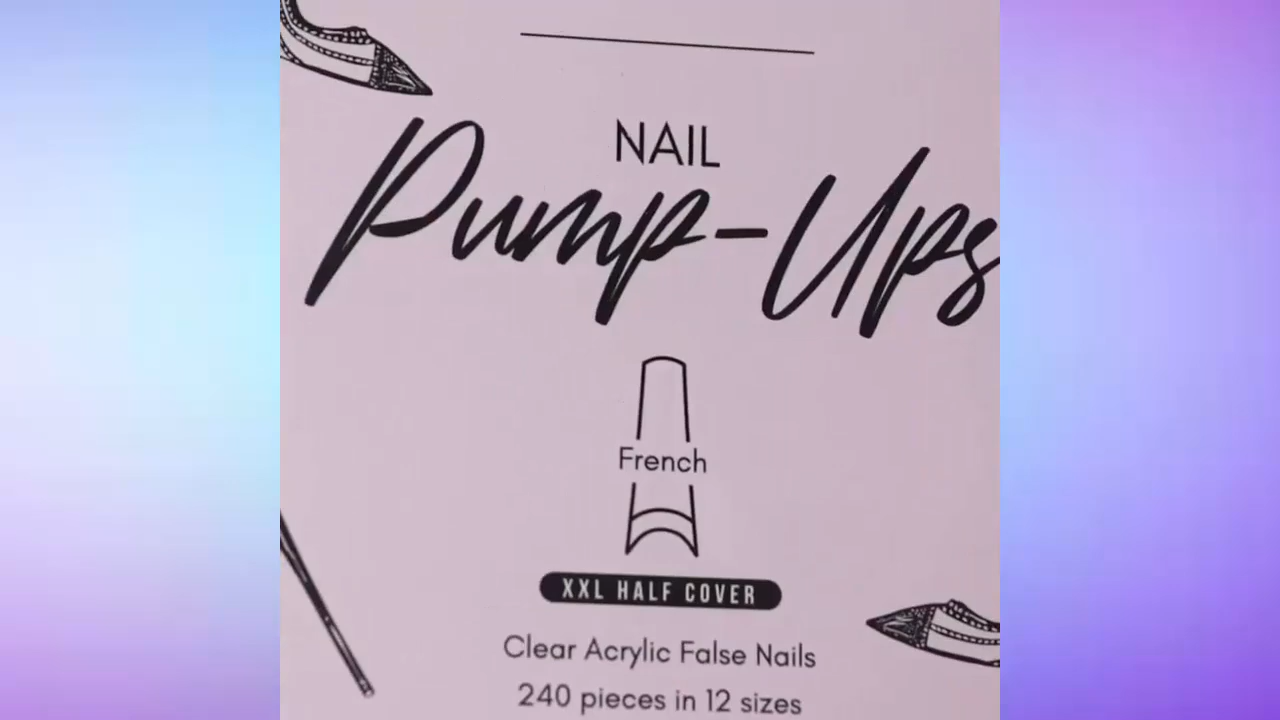 NAIL
Pump-Ups
French
XXL HALF COVER
Clear Acrylic False Nails
240 pieces in 12 sizes